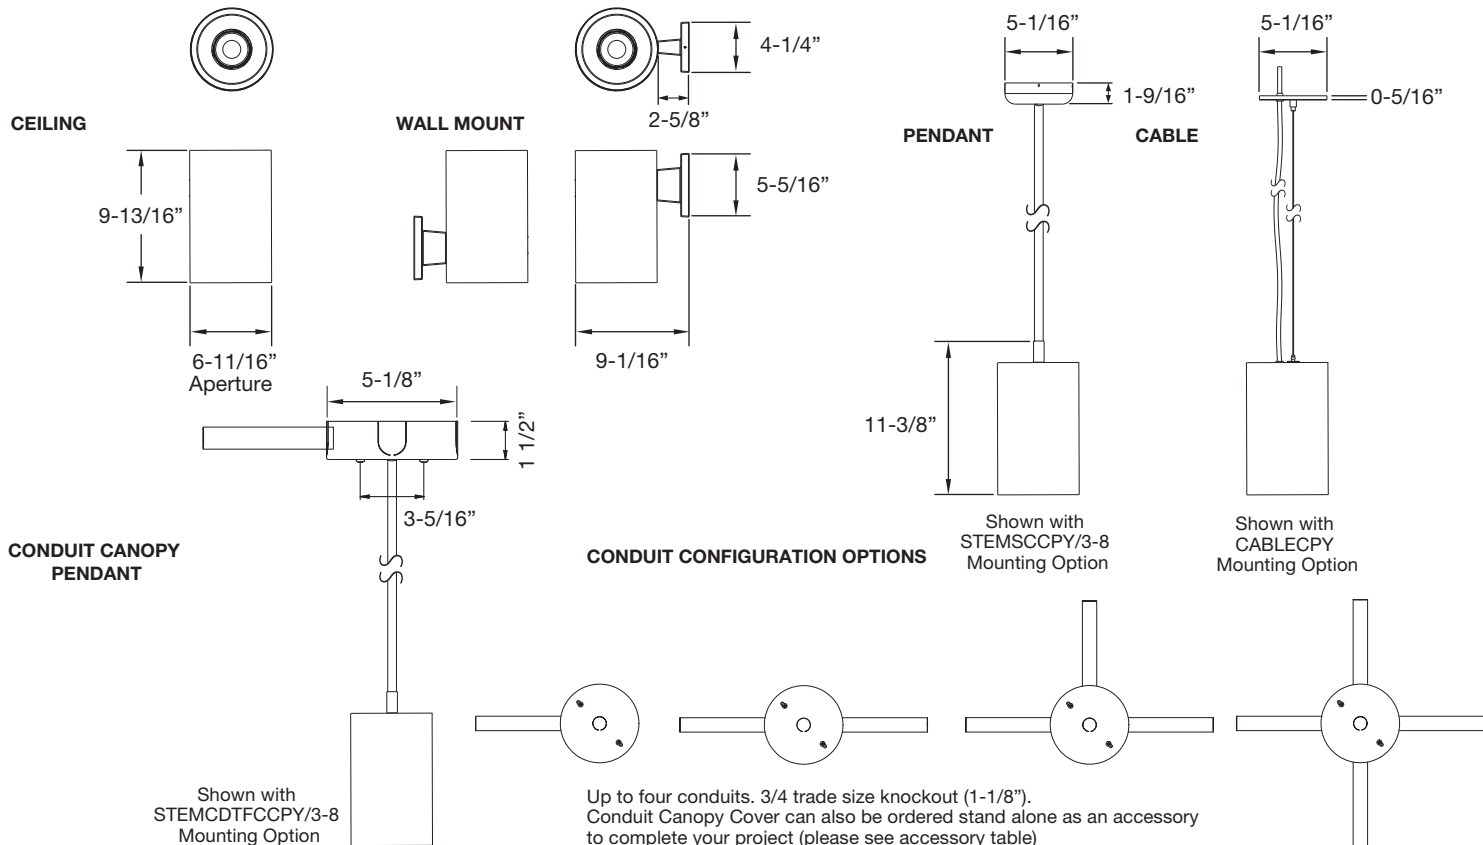 CEILING
9-13/16”
6-11/16”
Aperture
WALL MOUNT
4-1/4”
2-5/8”
5-5/16”
9-1/16”
PENDANT
5-1/16”
1-9/16”
11-3/8”
Shown with
STEMSCCPY/3-8
Mounting Option
CABLE
5-1/16”
0-5/16”
Shown with
CABLECPY
Mounting Option
CONDUIT CANOPY
PENDANT
5-1/8”
1 1/2”
3-5/16”
Shown with
STEMCDTFCCPY/3-8
Mounting Option
CONDUIT CONFIGURATION OPTIONS
Up to four conduits. 3/4 trade size knockout (1-1/8”).
Conduit Canopy Cover can also be ordered stand alone as an accessory
to complete your project (please see accessory table)